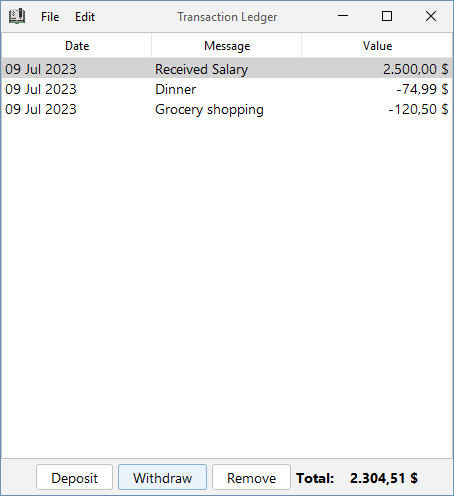 File Edit Transaction Ledger
Date Message Value
09 Jul 2023 Received Salary 2.500,00 $
09 Jul 2023 Dinner -74,99 $
09 Jul 2023 Grocery shopping -120,50 $
Deposit Withdraw Remove Total: 2.304,51 $